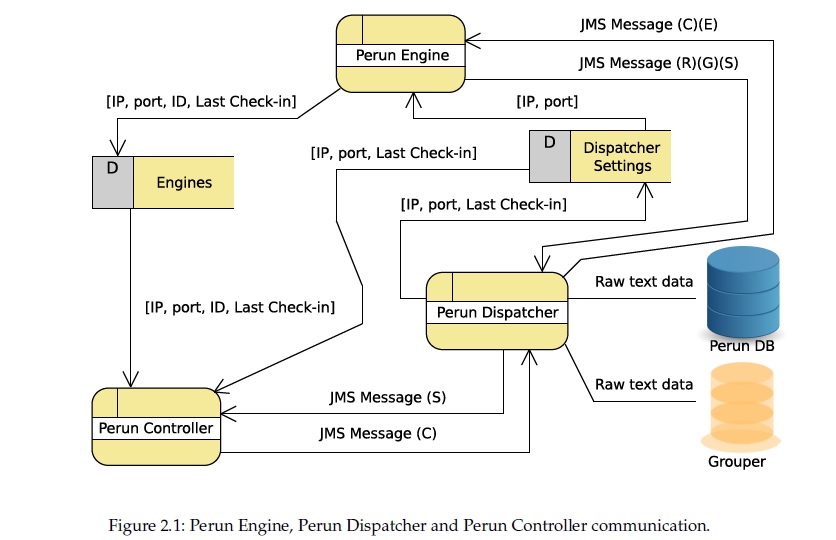 JMS Message (C)(E)
Perun Engine
JMS Message (R)(G)(S)
[IP, port, ID, Last Check-in]
[IP, port]
[IP, port, Last Check-in]
D
Dispatcher
Settings
D
Engines
[IP, port, Last Check-in]
Raw text data
[IP, port, ID, Last Check-in]
Perun Dispatcher
Perun DB
Raw text data
JMS Message (S)
Perun Controller
JMS Message (C)
Grouper
Figure 2.1: Perun Engine, Perun Dispatcher and Perun Controller communication.